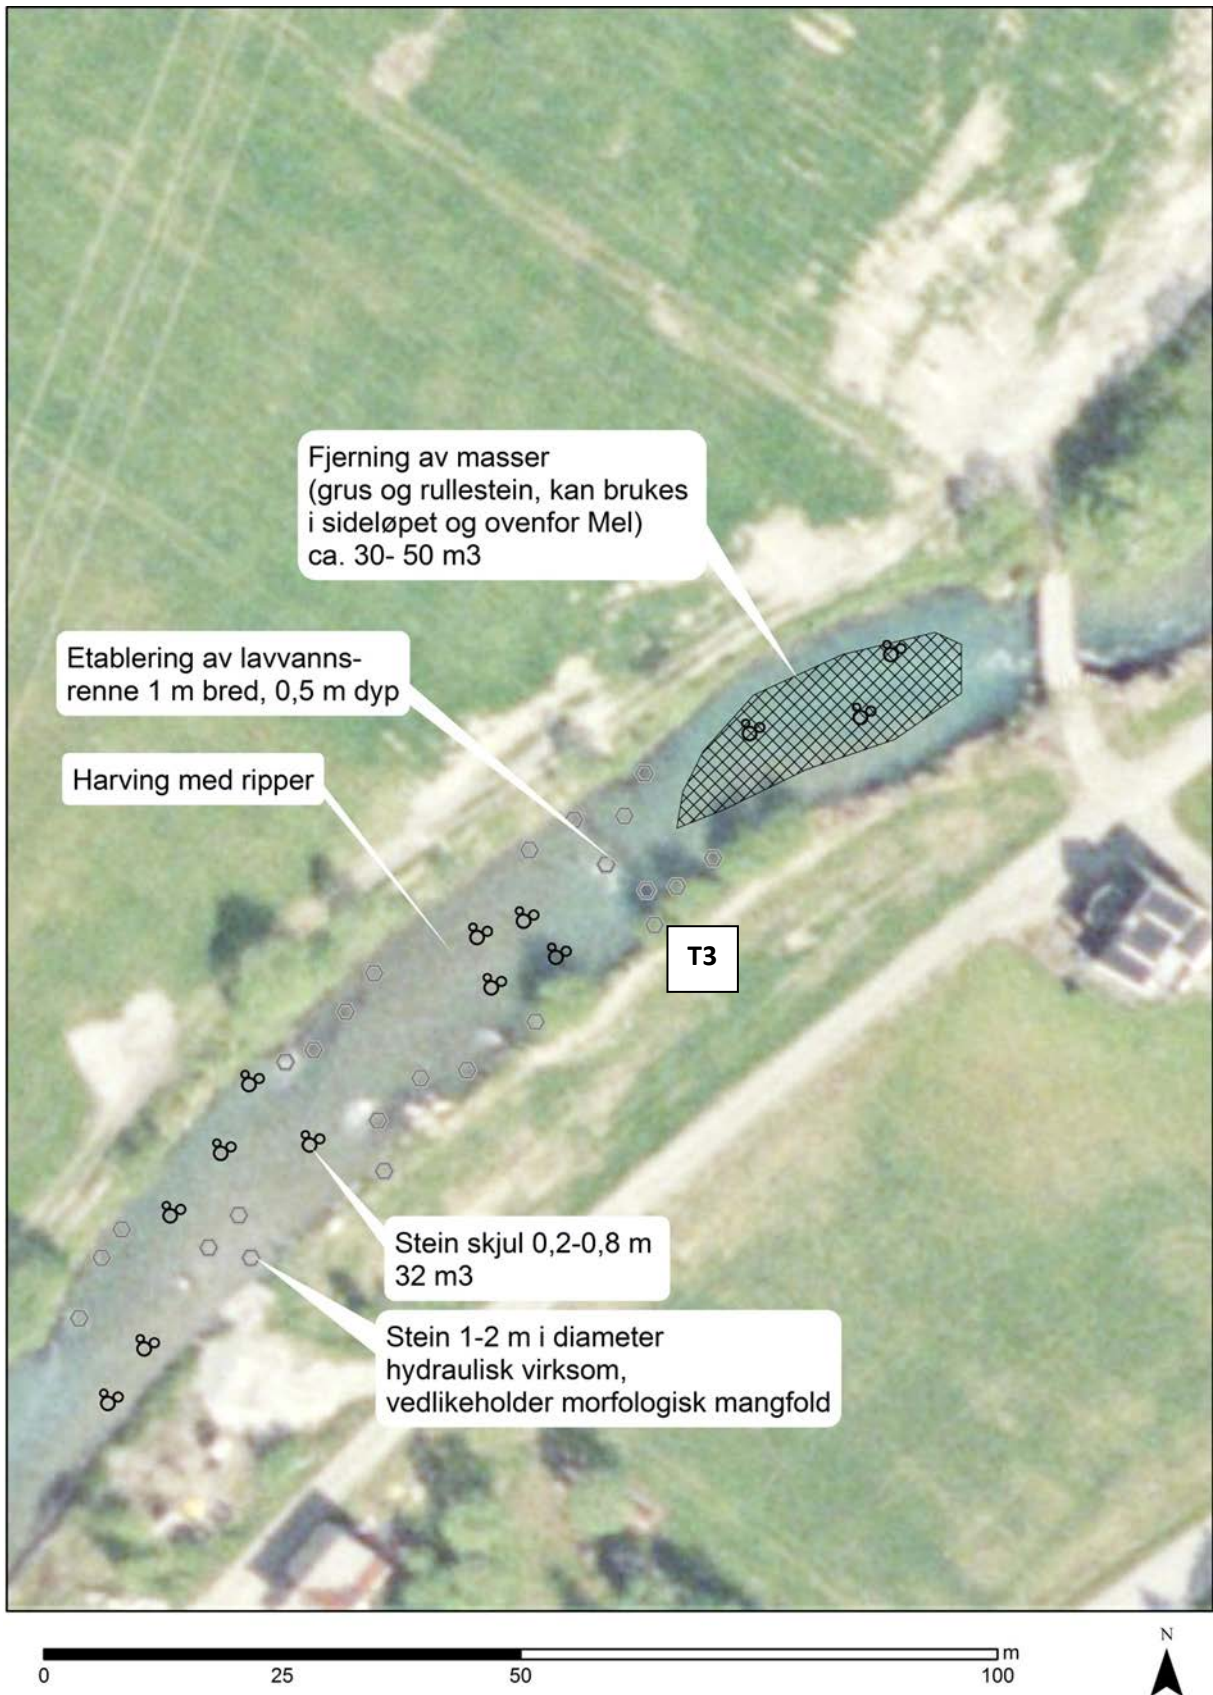 Fjerning av masser
(grus og rullestein, kan brukes
i sideløpet og ovenfor Mel)
ca. 30- 50 m3
Etablering av lavvanns-
renne 1 m bred, 0,5 m dyp
Harving med ripper
T3
Stein skjul 0,2-0,8 m
32 m3
Stein 1-2 m i diameter
hydraulisk virksom,
vedlikeholder morfologisk mangfold
0 25 50 100 m
N